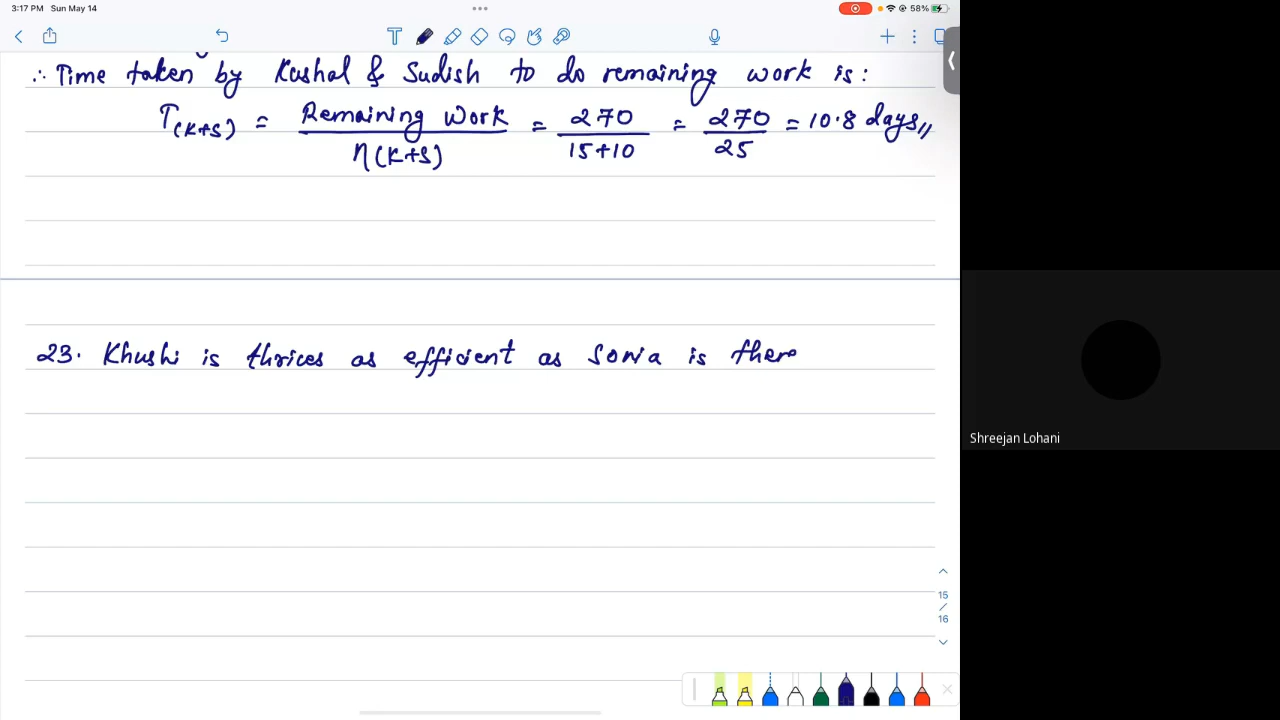 3:17 PM Sun May 14
58%
T
∴ Time taken by Kushal & Sudish to do remaining work is:
T(K+S) = Remaining Work / η(K+S) = 270 / 15+10 = 270 / 25 = 10.8 days,,
23. Khushi is thrices as efficient as Sonia is there
Shreejan Lohani
15
/
16